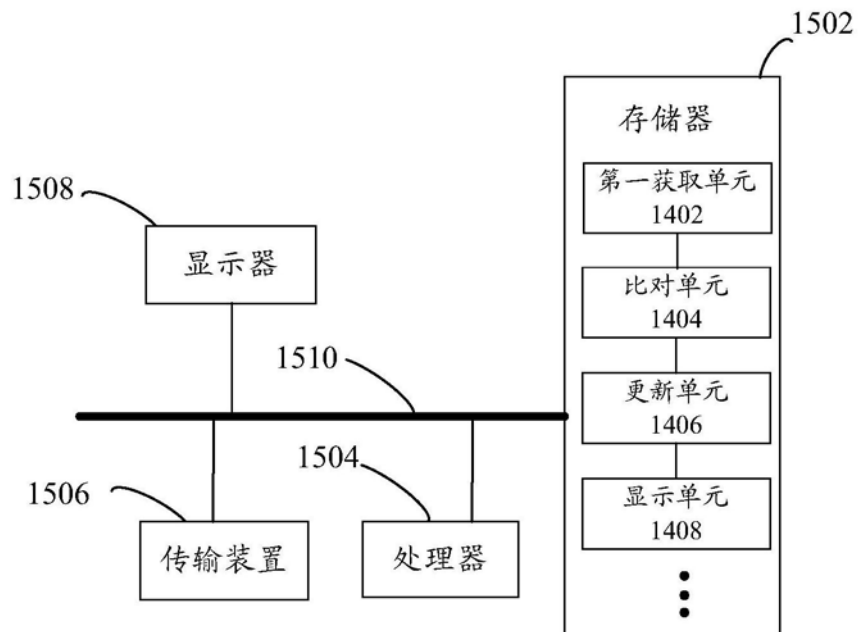 1502
存储器
第一获取单元
1402
1508
显示器
比对单元
1404
1510
更新单元
1406
1504
1506
显示单元
1408
传输装置
处理器